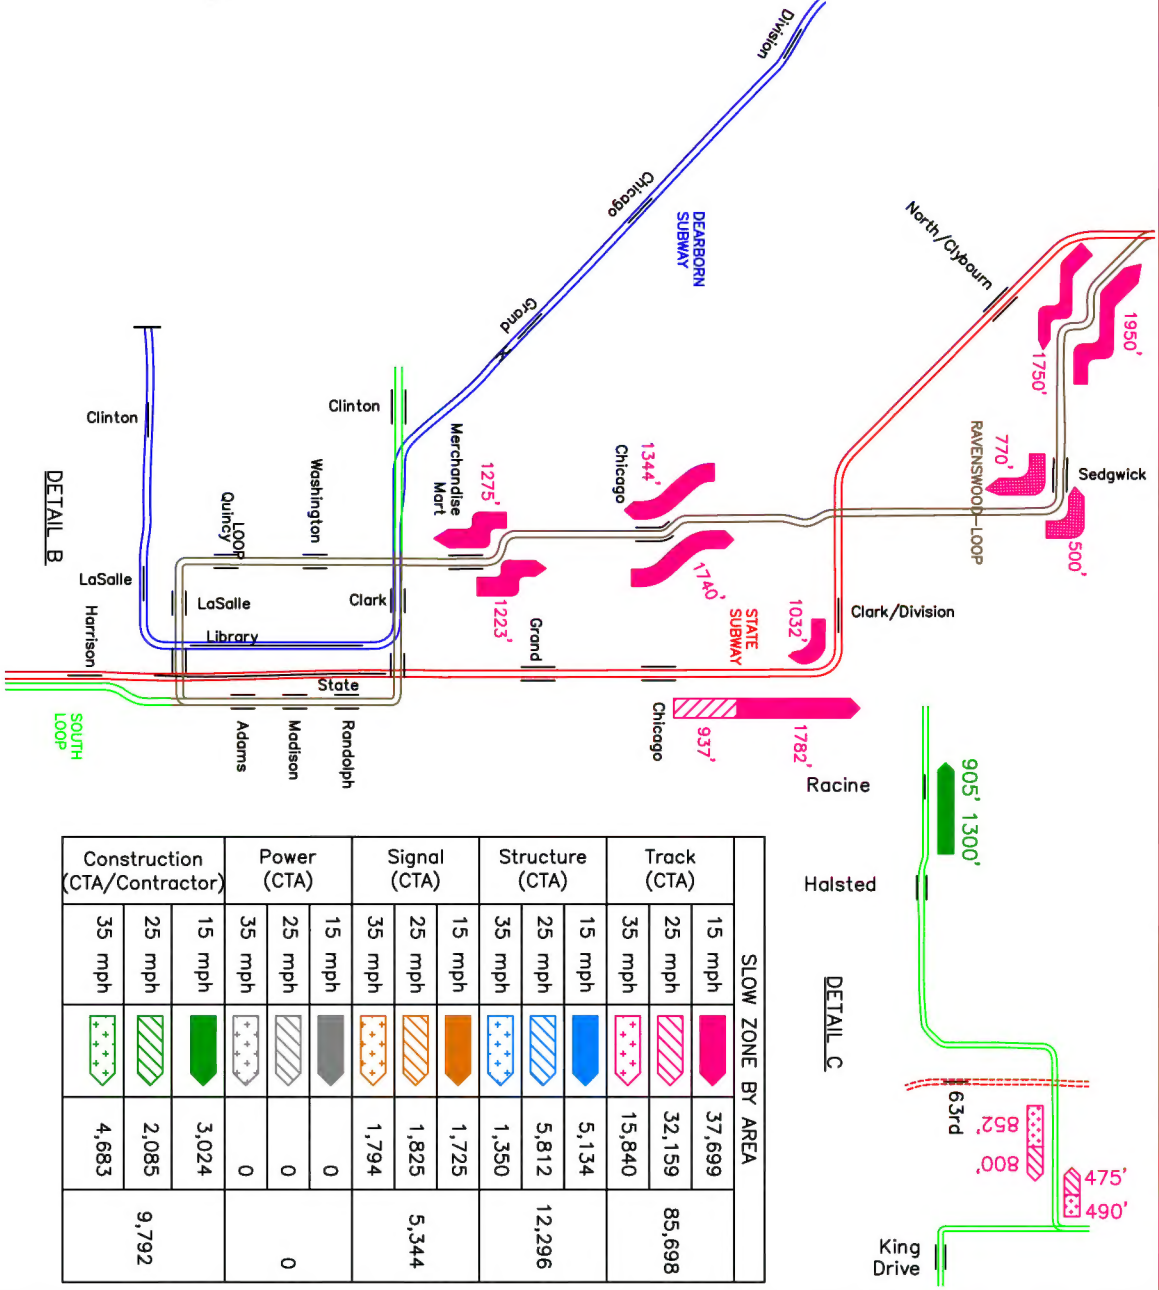 Division
Chicago
DEARBORN
SUBWAY
Grand
North/Clybourn
1950'
1750'
RAVENSWOOD-LOOP
770'
Sedgwick
500'
Clinton
Clinton
Merchandise
Mart
1275'
1223'
Chicago
1344'
1740'
Washington
LOOP
Quincy
DETAIL B
LaSalle
LaSalle
Clark
Library
Harrison
State
Grand
STATE
SUBWAY
1032'
Clark/Division
SOUTH
LOOP
Adams
Madison
Randolph
Chicago
937'
1782'
Racine
905' 1300'
Halsted
DETAIL C
63rd
852'
800'
475'
490'
King
Drive
SLOW ZONE BY AREA
Track
(CTA)
15 mph 37,699
25 mph 32,159
35 mph 15,840
85,698
Structure
(CTA)
15 mph 5,134
25 mph 5,812
35 mph 1,350
12,296
Signal
(CTA)
15 mph 1,725
25 mph 1,825
35 mph 1,794
5,344
Power
(CTA)
15 mph 0
25 mph 0
35 mph 0
0
Construction
(CTA/Contractor)
15 mph 3,024
25 mph 2,085
35 mph 4,683
9,792